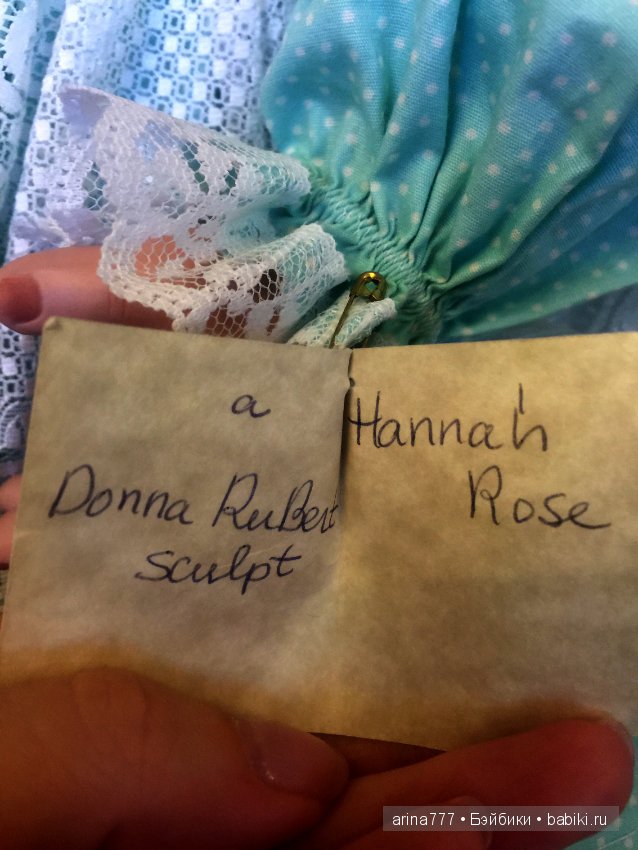 a
Donna RuBert
sculpt
Hannah
Rose
arina777 • Бэйбики • babiki.ru